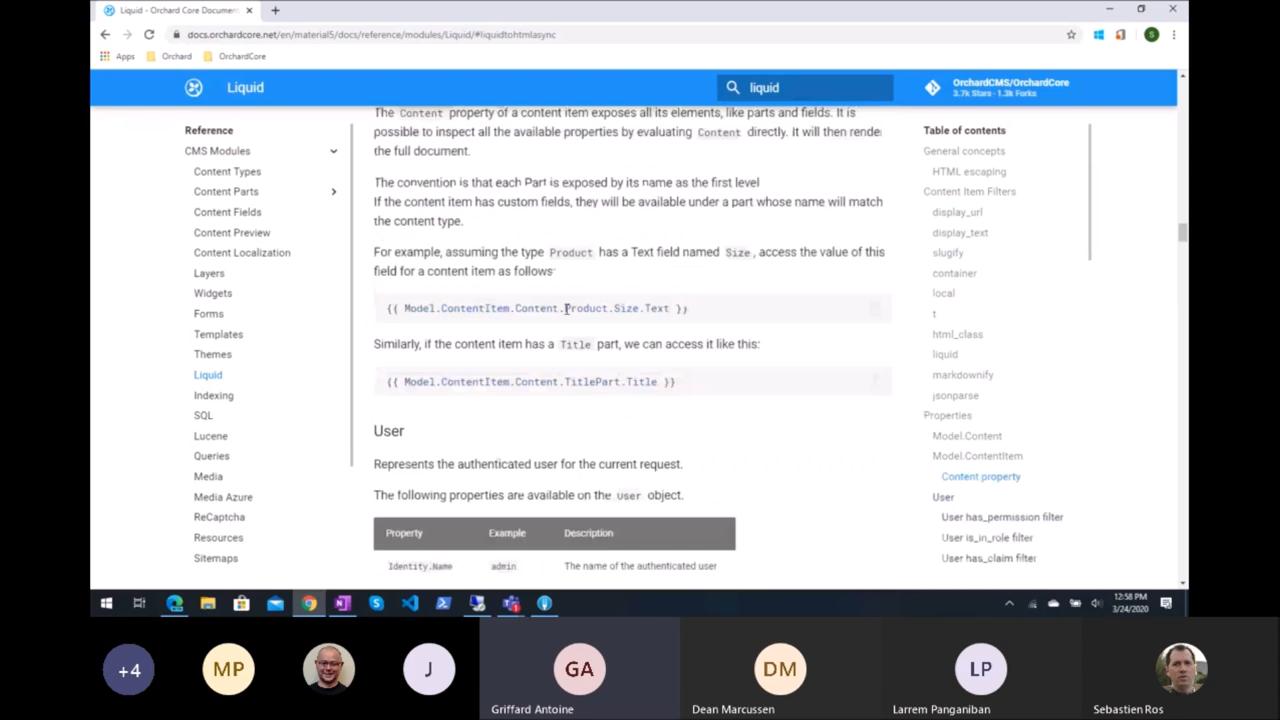 Liquid - Orchard Core Documen
docs.orchardcore.net/en/material5/docs/reference/modules/Liquid/#liquidtohtmlasync
S
Apps
Orchard
OrchardCore
Liquid
liquid
OrchardCMS/OrchardCore
3.7k Stars · 1.3k Forks
Reference
CMS Modules
Content Types
Content Parts
Content Fields
Content Preview
Content Localization
Layers
Widgets
Forms
Templates
Themes
Liquid
Indexing
SQL
Lucene
Queries
Media
Media Azure
ReCaptcha
Resources
Sitemaps
The Content property of a content item exposes all its elements, like parts and fields. It is
possible to inspect all the available properties by evaluating Content directly. It will then rende
the full document.
The convention is that each Part is exposed by its name as the first level
If the content item has custom fields, they will be available under a part whose name will match
the content type.
For example, assuming the type Product has a Text field named Size, access the value of this
field for a content item as follows
{{ Model.ContentItem.Content.Product.Size.Text }}
Similarly, if the content item has a Title part, we can access it like this:
{{ Model.ContentItem.Content.TitlePart.Title }}
User
Represents the authenticated user for the current request.
The following properties are available on the User object.
Property Example Description
Identity.Name admin The name of the authenticated user
Table of contents
General concepts
HTML escaping
Content Item Filters
display_url
display_text
slugify
container
local
t
html_class
liquid
markdownify
jsonparse
Properties
Model.Content
Model.ContentItem
Content property
User
User has_permission filter
User is_in_role filter
User has_claim filter
12:58 PM
3/24/2020
+4
MP
J
GA
DM
LP
Griffard Antoine
Dean Marcussen
Larrem Panganiban
Sebastien Ros